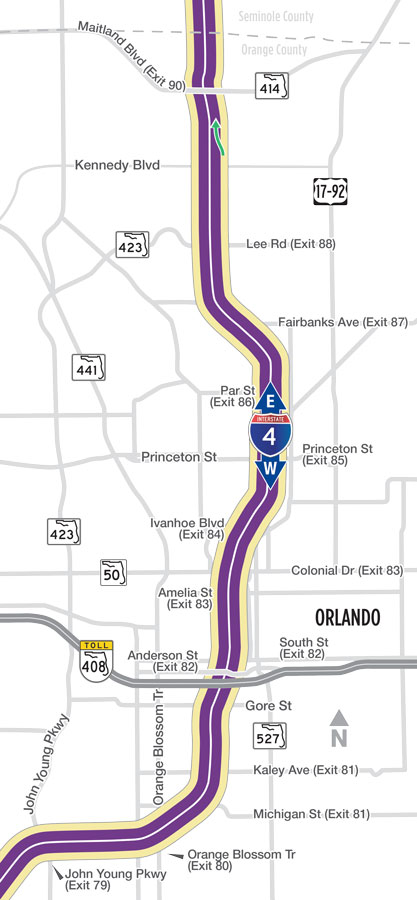 Seminole County
Orange County
Maitland Blvd (Exit 90)
414
Kennedy Blvd
17-92
423
Lee Rd (Exit 88)
Fairbanks Ave (Exit 87)
441
Par St
(Exit 86)
E
INTERSTATE
4
W
Princeton St
Princeton St
(Exit 85)
Ivanhoe Blvd
(Exit 84)
423
50
Colonial Dr (Exit 83)
Amelia St
(Exit 83)
ORLANDO
TOLL
408
Anderson St
(Exit 82)
South St
(Exit 82)
Gore St
527
N
John Young Pkwy
Orange Blossom Tr
Kaley Ave (Exit 81)
Michigan St (Exit 81)
Orange Blossom Tr
(Exit 80)
John Young Pkwy
(Exit 79)